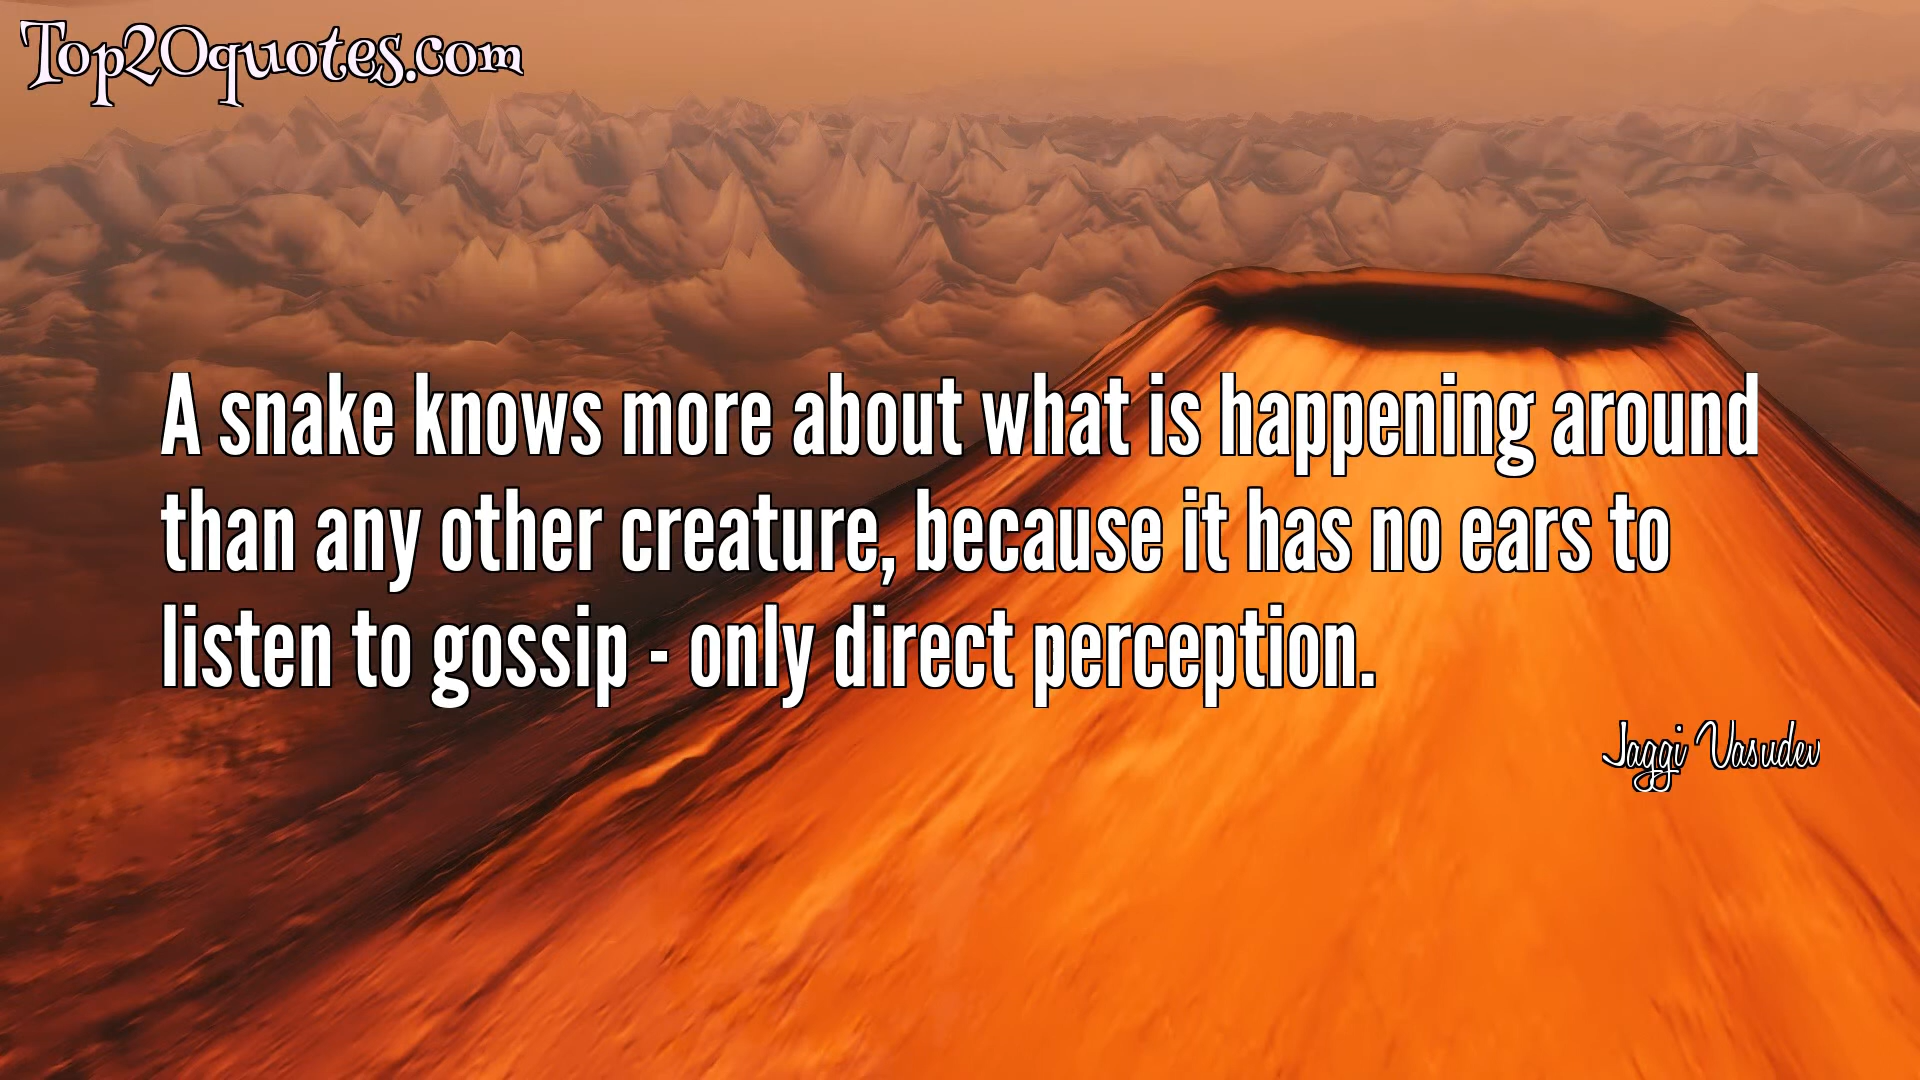 Top20quotes.com
A snake knows more about what is happening around
than any other creature, because it has no ears to
listen to gossip - only direct perception.
Jaggi Vasudev